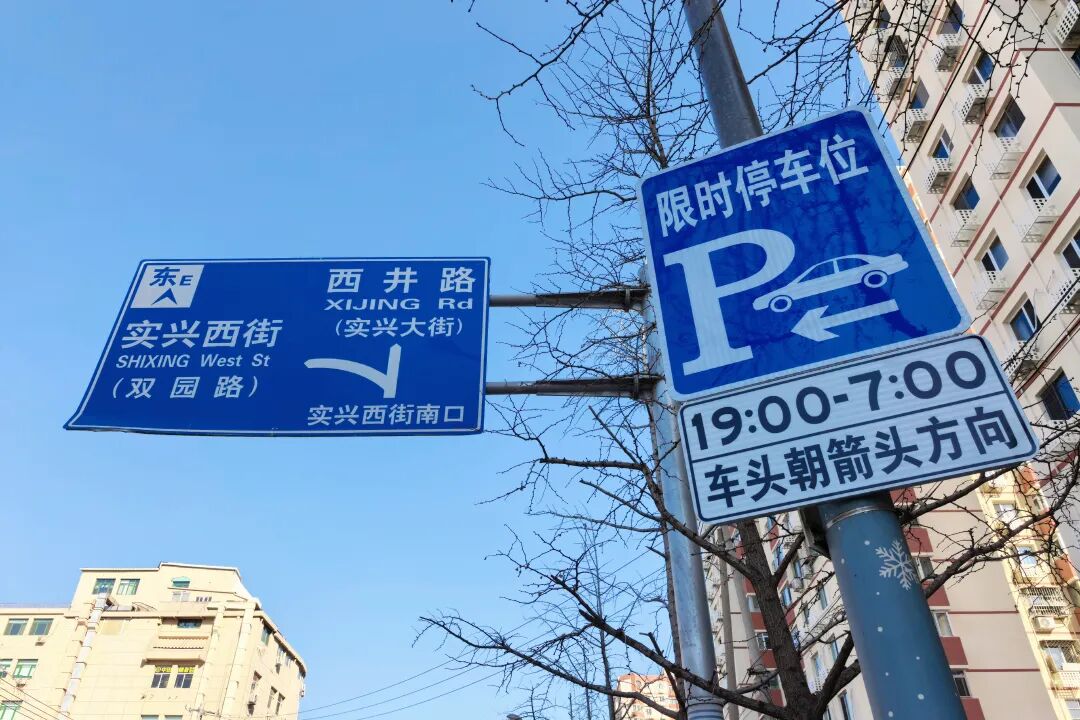 东E
西井路
XIJING Rd
(实兴大街)
实兴西街
SHIXING West St
(双园路)
实兴西街南口
限时停车位
P
19:00-7:00
车头朝箭头方向